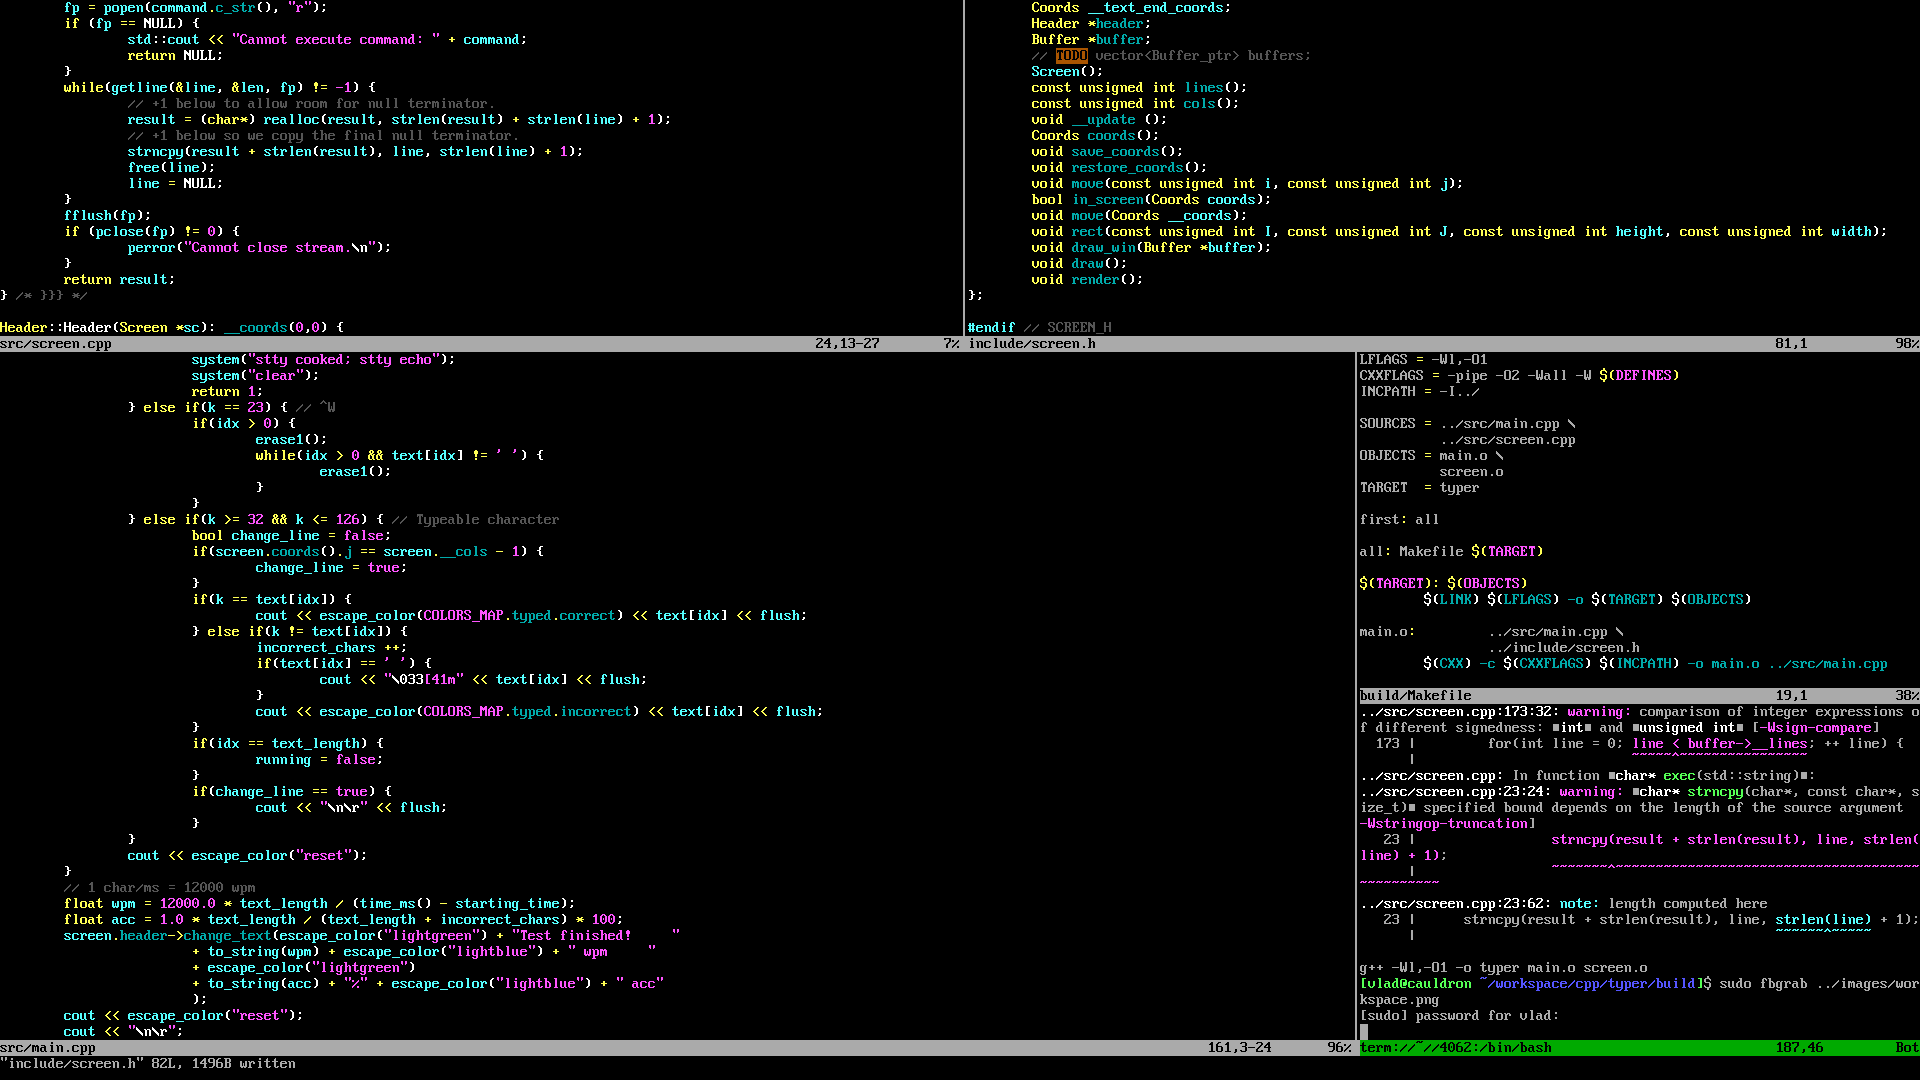 fp = popen(command.c_str(), "r");
        if (fp == NULL) {
                std::cout << "Cannot execute command: " + command;
                return NULL;
        }
        while(getline(&line, &len, fp) != -1) {
                // +1 below to allow room for null terminator.
                result = (char*) realloc(result, strlen(result) + strlen(line) + 1);
                // +1 below so we copy the final null terminator.
                strncpy(result + strlen(result), line, strlen(line) + 1);
                free(line);
                line = NULL;
        }
        fflush(fp);
        if (pclose(fp) != 0) {
                perror("Cannot close stream.\n");
        }
        return result;
} /* }}} */

Header::Header(Screen *sc): __coords(0,0) {
src/screen.cpp 24,13-27 7%
        Coords __text_end_coords;
        Header *header;
        Buffer *buffer;
        // TODO vector<Buffer_ptr> buffers;
        Screen();
        const unsigned int lines();
        const unsigned int cols();
        void __update ();
        Coords coords();
        void save_coords();
        void restore_coords();
        void move(const unsigned int i, const unsigned int j);
        bool in_screen(Coords coords);
        void move(Coords __coords);
        void rect(const unsigned int I, const unsigned int J, const unsigned int height, const unsigned int width);
        void draw_win(Buffer *buffer);
        void draw();
        void render();
};

#endif // SCREEN_H
include/screen.h 81,1 98%
                        system("stty cooked; stty echo");
                        system("clear");
                        return 1;
                } else if(k == 23) { // ^W
                        if(idx > 0) {
                                erase1();
                                while(idx > 0 && text[idx] != ' ') {
                                        erase1();
                                }
                        }
                } else if(k >= 32 && k <= 126) { // Typeable character
                        bool change_line = false;
                        if(screen.coords().j == screen.__cols - 1) {
                                change_line = true;
                        }
                        if(k == text[idx]) {
                                cout << escape_color(COLORS_MAP.typed.correct) << text[idx] << flush;
                        } else if(k != text[idx]) {
                                incorrect_chars ++;
                                if(text[idx] == ' ') {
                                        cout << "\033[41m" << text[idx] << flush;
                                }
                                cout << escape_color(COLORS_MAP.typed.incorrect) << text[idx] << flush;
                        }
                        if(idx == text_length) {
                                running = false;
                        }
                        if(change_line == true) {
                                cout << "\n\r" << flush;
                        }
                }
                cout << escape_color("reset");
        }
        // 1 char/ms = 12000 wpm
        float wpm = 12000.0 * text_length / (time_ms() - starting_time);
        float acc = 1.0 * text_length / (text_length + incorrect_chars) * 100;
        screen.header->change_text(escape_color("lightgreen") + "Test finished!     "
                        + to_string(wpm) + escape_color("lightblue") + " wpm     "
                        + escape_color("lightgreen")
                        + to_string(acc) + "%" + escape_color("lightblue") + " acc"
                        );
        cout << escape_color("reset");
        cout << "\n\r";
src/main.cpp 161,3-24 96%
"include/screen.h" 82L, 1496B written
LFLAGS = -Wl,-O1
CXXFLAGS = -pipe -O2 -Wall -W $(DEFINES)
INCPATH = -I../

SOURCES = ../src/main.cpp \
          ../src/screen.cpp
OBJECTS = main.o \
          screen.o
TARGET  = typer

first: all

all: Makefile $(TARGET)

$(TARGET): $(OBJECTS)
        $(LINK) $(LFLAGS) -o $(TARGET) $(OBJECTS)

main.o:         ../src/main.cpp \
                ../include/screen.h
        $(CXX) -c $(CXXFLAGS) $(INCPATH) -o main.o ../src/main.cpp
build/Makefile 19,1 38%
../src/screen.cpp:173:32: warning: comparison of integer expressions o
f different signedness: ■int■ and ■unsigned int■ [-Wsign-compare]
   173 |         for(int line = 0; line < buffer->__lines; ++ line) {
      |                           ~~~~~^~~~~~~~~~~~~~~~~
../src/screen.cpp: In function ■char* exec(std::string)■:
../src/screen.cpp:23:24: warning: ■char* strncpy(char*, const char*, s
ize_t)■ specified bound depends on the length of the source argument
-Wstringop-truncation]
   23 |                 strncpy(result + strlen(result), line, strlen(
line) + 1);
      |                 ~~~~~~~^~~~~~~~~~~~~~~~~~~~~~~~~~~~~~~~~~~~~~~
~~~~~~~~~~
../src/screen.cpp:23:62: note: length computed here
   23 |      strncpy(result + strlen(result), line, strlen(line) + 1);
      |                                             ~~~~~~^~~~~
g++ -Wl,-O1 -o typer main.o screen.o
[vlad@cauldron ~/workspace/cpp/typer/build]$ sudo fbgrab ../images/wor
kspace.png
[sudo] password for vlad:
term://~//4062:/bin/bash 187,46 Bot